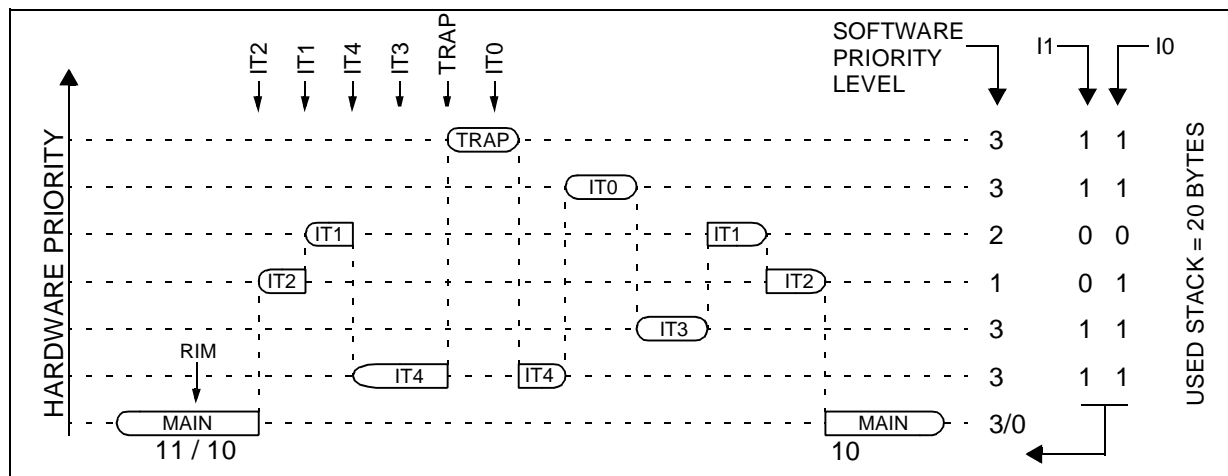 SOFTWARE
PRIORITY
LEVEL
I1
I0
IT2
IT1
IT4
IT3
TRAP
IT0
HARDWARE PRIORITY
TRAP
3
1 1
IT0
3
1 1
IT1
IT1
2
0 0
IT2
IT2
1
0 1
IT3
3
1 1
RIM
IT4
IT4
3
1 1
MAIN
MAIN
3/0
11 / 10
10
USED STACK = 20 BYTES